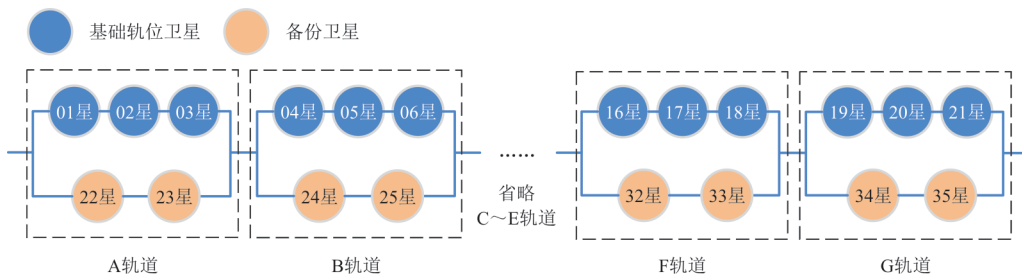 基础轨位卫星 备份卫星
01星 02星 03星 04星 05星 06星 16星 17星 18星 19星 20星 21星
……
22星 23星 24星 25星 省略 32星 33星 34星 35星
C～E轨道
A轨道 B轨道 F轨道 G轨道